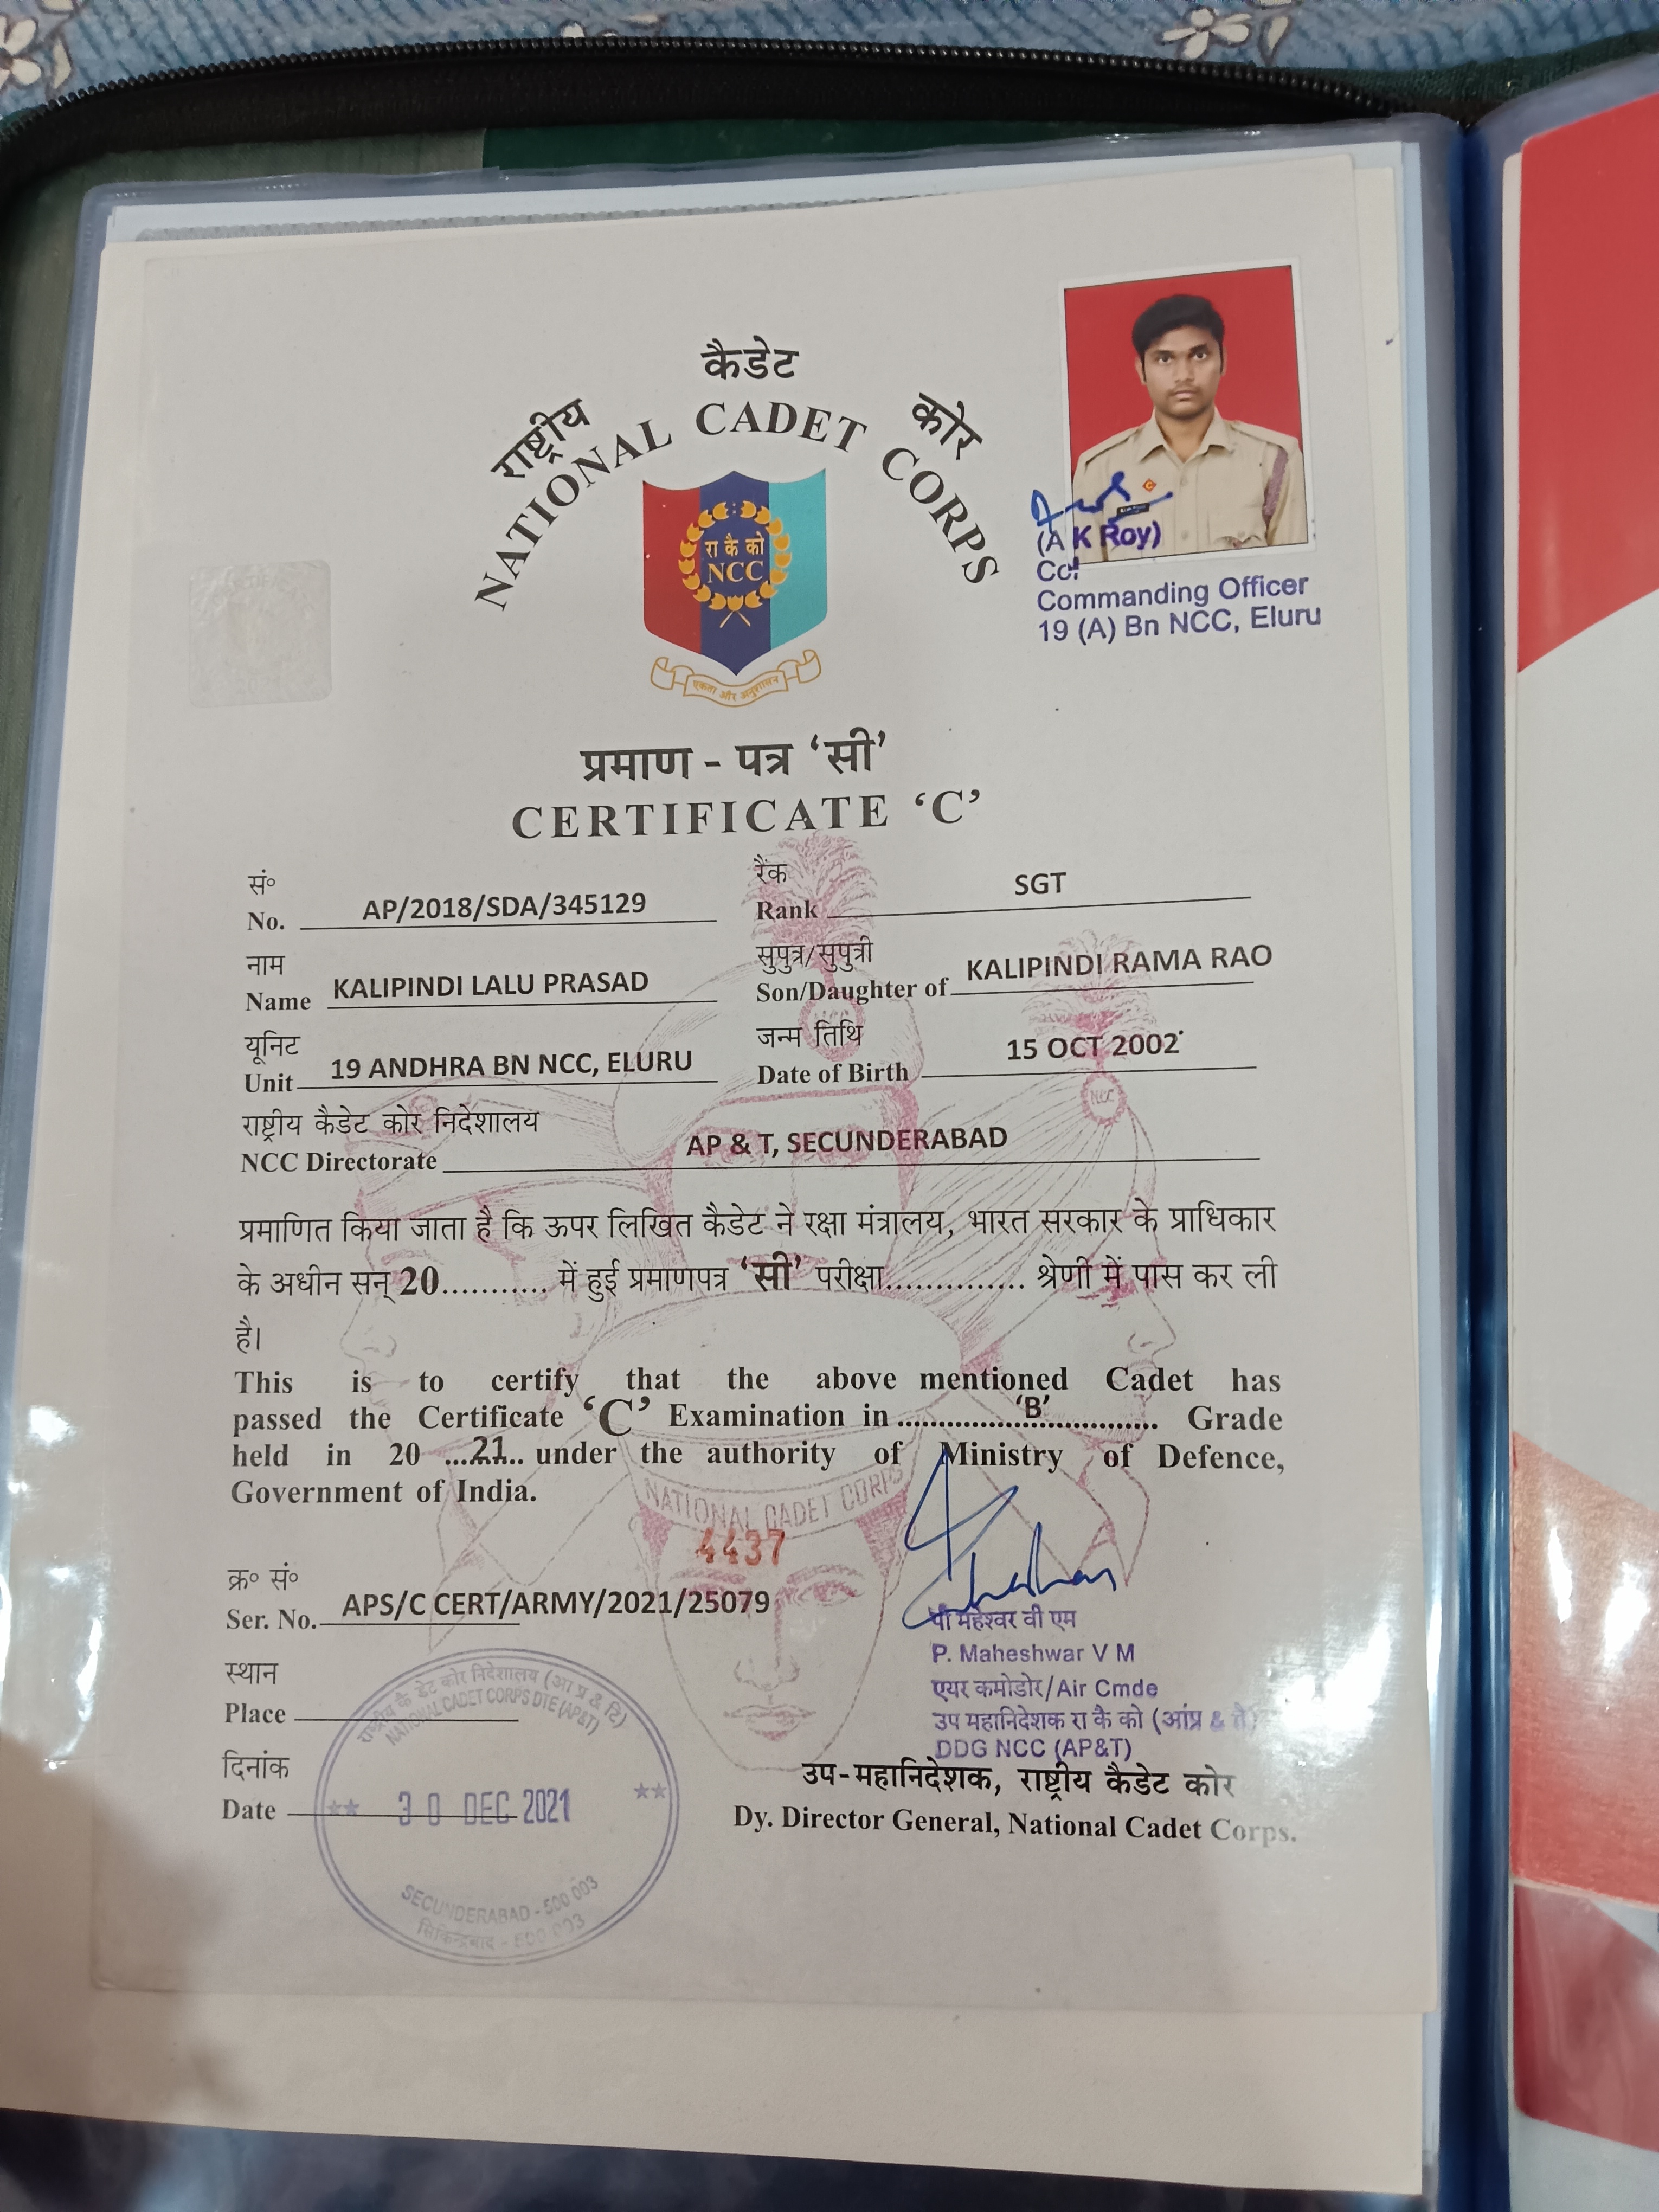 राष्ट्रीय कैडेट कोर
NATIONAL CADET CORPS
रा कै को
NCC
एकता और अनुशासन
(A K Roy)
Col
Commanding Officer
19 (A) Bn NCC, Eluru
प्रमाण - पत्र ‘सी’
CERTIFICATE ‘C’
सं॰
No. AP/2018/SDA/345129
रैंक
Rank SGT
नाम
Name KALIPINDI LALU PRASAD
सुपुत्र/सुपुत्री
Son/Daughter of KALIPINDI RAMA RAO
यूनिट
Unit 19 ANDHRA BN NCC, ELURU
जन्म तिथि
Date of Birth 15 OCT 2002
राष्ट्रीय कैडेट कोर निदेशालय
NCC Directorate AP & T, SECUNDERABAD
प्रमाणित किया जाता है कि ऊपर लिखित कैडेट ने रक्षा मंत्रालय, भारत सरकार के प्राधिकार
के अधीन सन् 20........... में हुई प्रमाणपत्र ‘सी’ परीक्षा.............. श्रेणी में पास कर ली
है।
This is to certify that the above mentioned Cadet has
passed the Certificate ‘C’ Examination in ..............‘B’.............. Grade
held in 20 ....21.. under the authority of Ministry of Defence,
Government of India.
NATIONAL CADET CORPS
NCC
4437
क्र॰ सं॰
Ser. No. APS/C CERT/ARMY/2021/25079
पी महेश्वर वी एम
P. Maheshwar V M
एयर कमोडोर/Air Cmde
उप महानिदेशक रा कै को (आंप्र & ते)
DDG NCC (AP&T)
उप-महानिदेशक, राष्ट्रीय कैडेट कोर
Dy. Director General, National Cadet Corps.
स्थान
Place
दिनांक
Date
राष्ट्रीय कैडेट कोर निदेशालय (आ प्र & टि)
NATIONAL CADET CORPS DTE (AP&T)
30 DEC 2021
SECUNDERABAD - 500 003
सिकिन्द्रबाद - 500 003